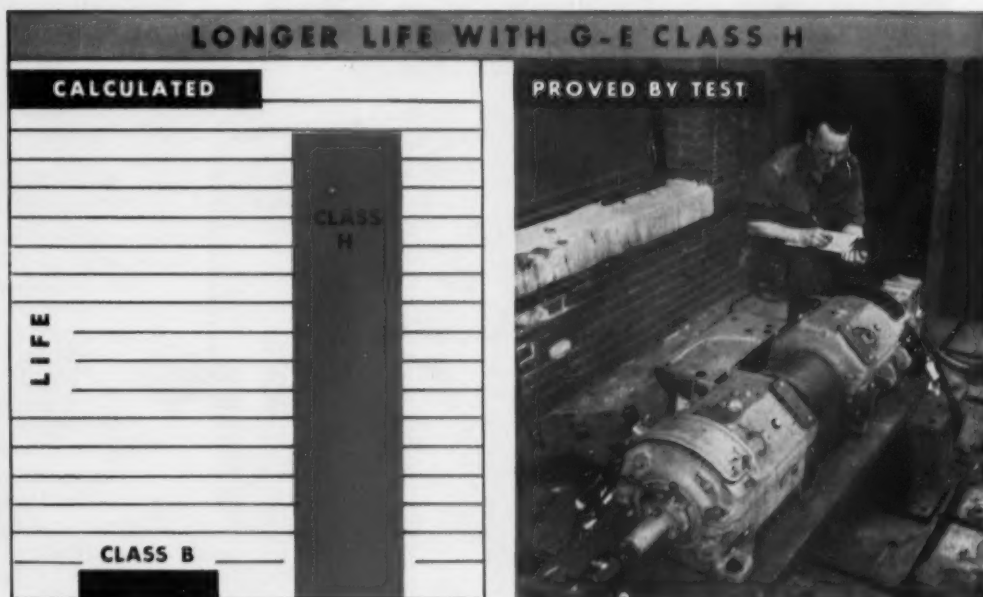 LONGER LIFE WITH G-E CLASS H
CALCULATED
CLASS
H
LIFE
CLASS B
PROVED BY TEST